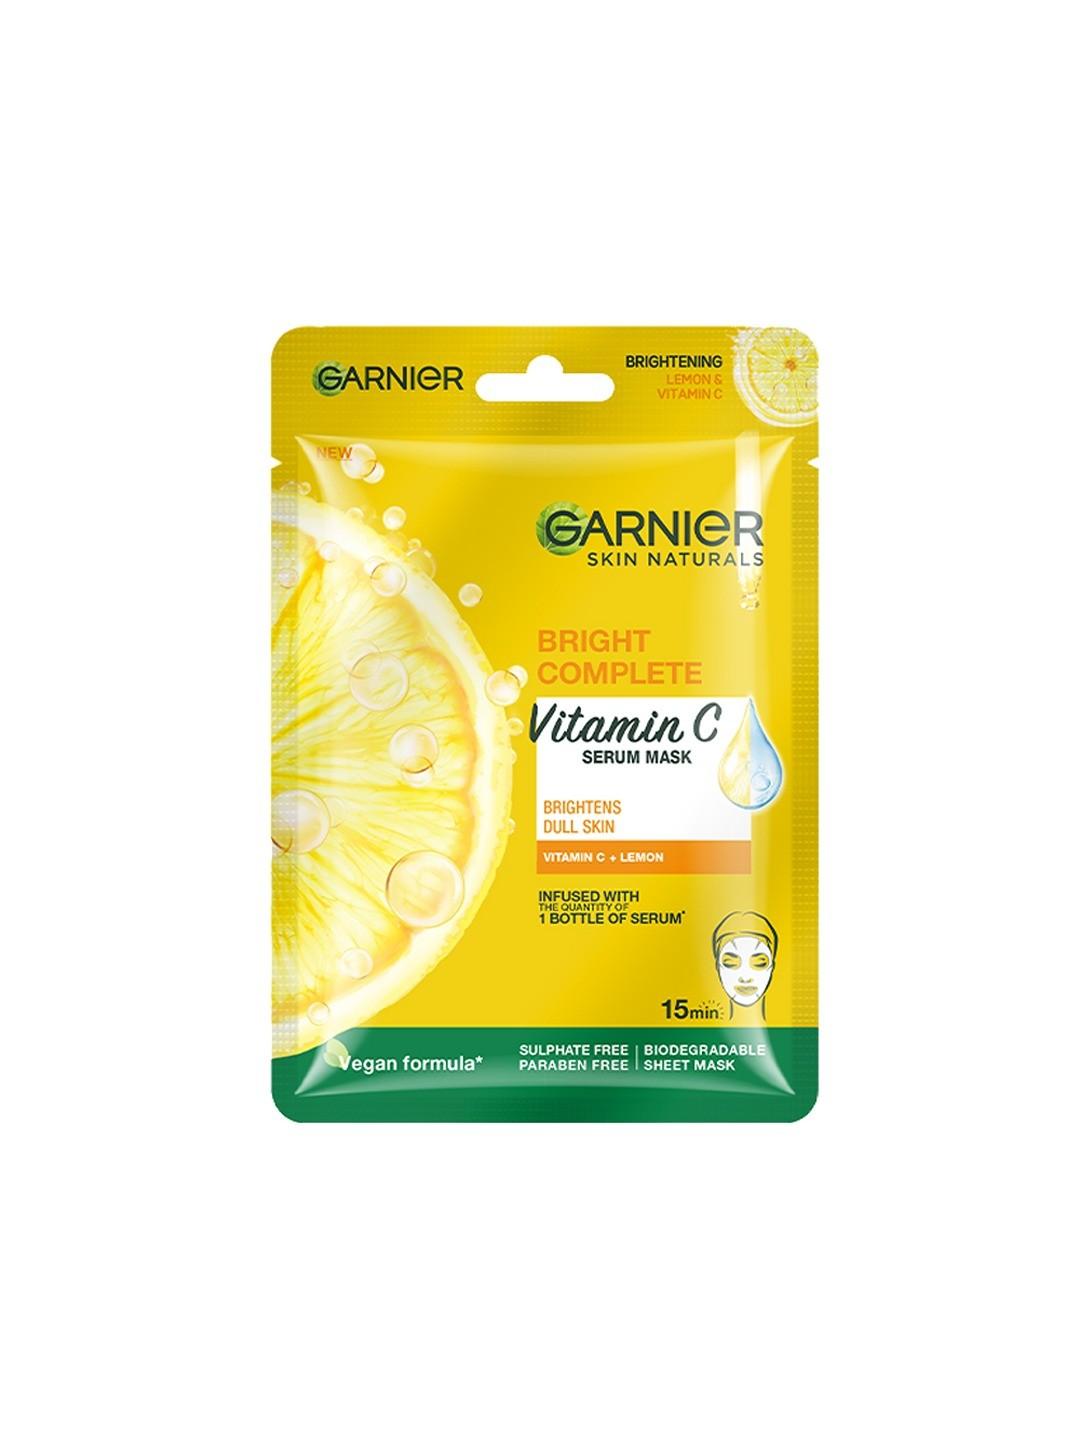 GARNIER
BRIGHTENING
LEMON &
VITAMIN C
NEW
GARNIER
SKIN NATURALS
BRIGHT
COMPLETE
Vitamin C
SERUM MASK
BRIGHTENS
DULL SKIN
VITAMIN C + LEMON
INFUSED WITH
THE QUANTITY OF
1 BOTTLE OF SERUM*
15min
Vegan formula*
SULPHATE FREE | BIODEGRADABLE
PARABEN FREE | SHEET MASK